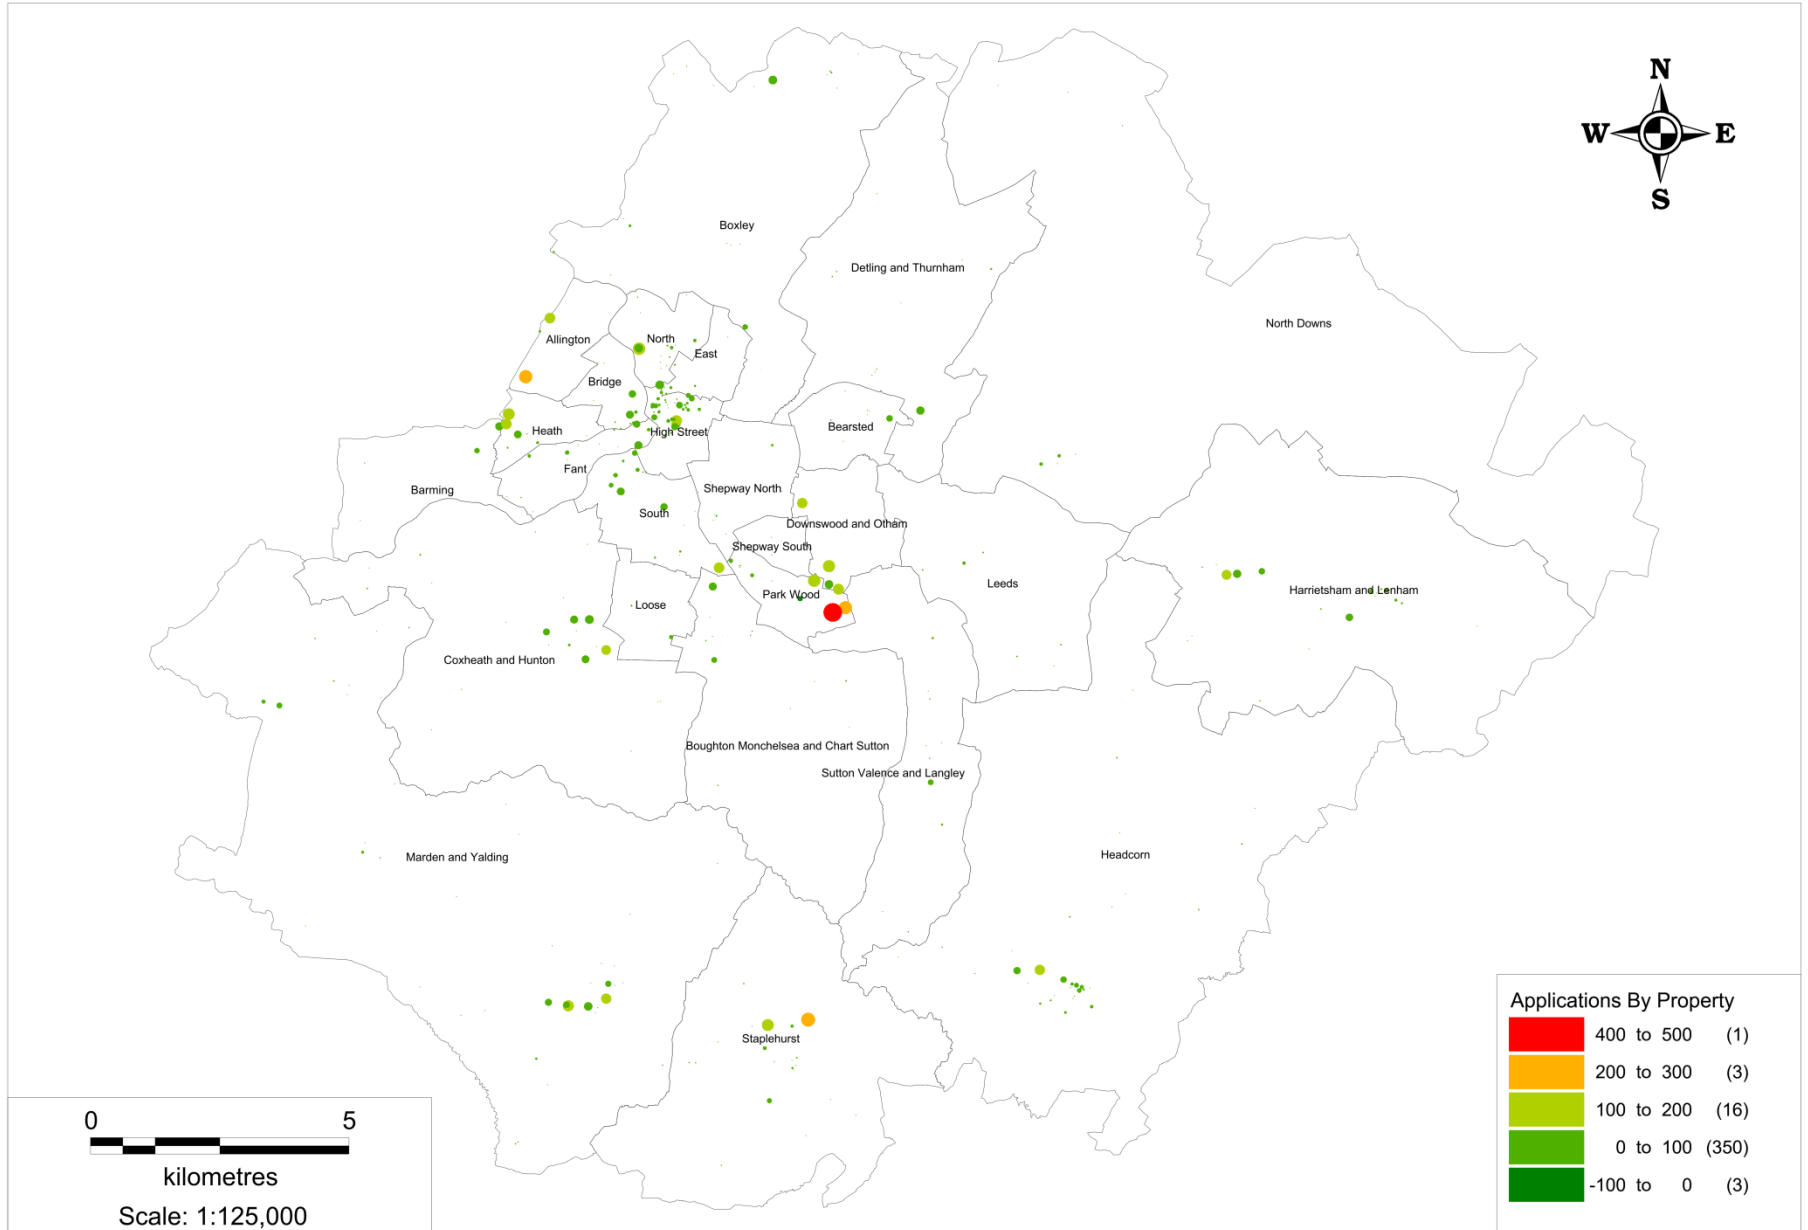 N
W E
S
Boxley
Detling and Thurnham
North Downs
Allington
North
East
Bridge
Bearsted
Heath
High Street
Fant
Barming
Shepway North
South
Downswood and Otham
Shepway South
Leeds
Harrietsham and Lenham
Park Wood
Loose
Coxheath and Hunton
Boughton Monchelsea and Chart Sutton
Sutton Valence and Langley
Marden and Yalding
Headcorn
Staplehurst
Applications By Property
400 to 500 (1)
200 to 300 (3)
100 to 200 (16)
0 to 100 (350)
-100 to 0 (3)
0 5
kilometres
Scale: 1:125,000